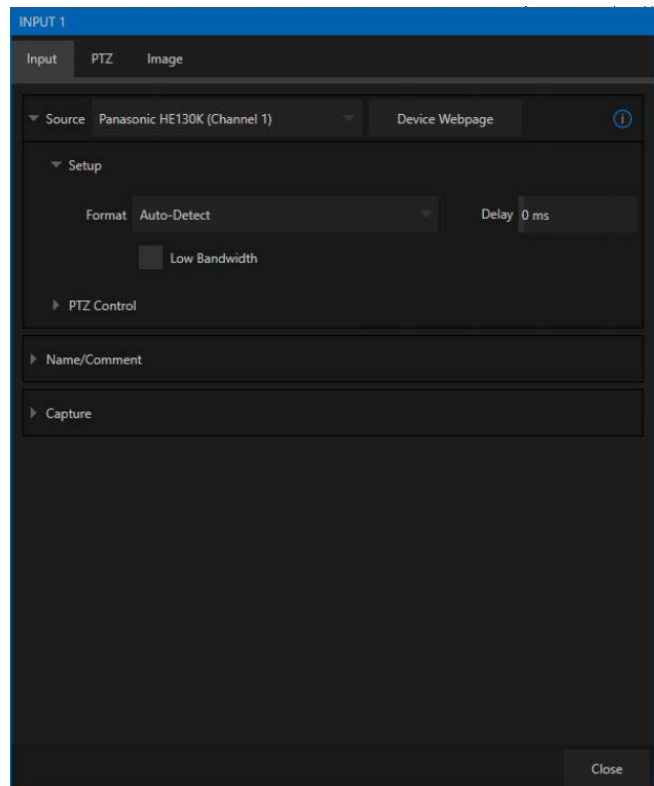 INPUT 1
Input PTZ Image
Source Panasonic HE130K (Channel 1) Device Webpage
Setup
Format Auto-Detect Delay 0 ms
Low Bandwidth
PTZ Control
Name/Comment
Capture
Close